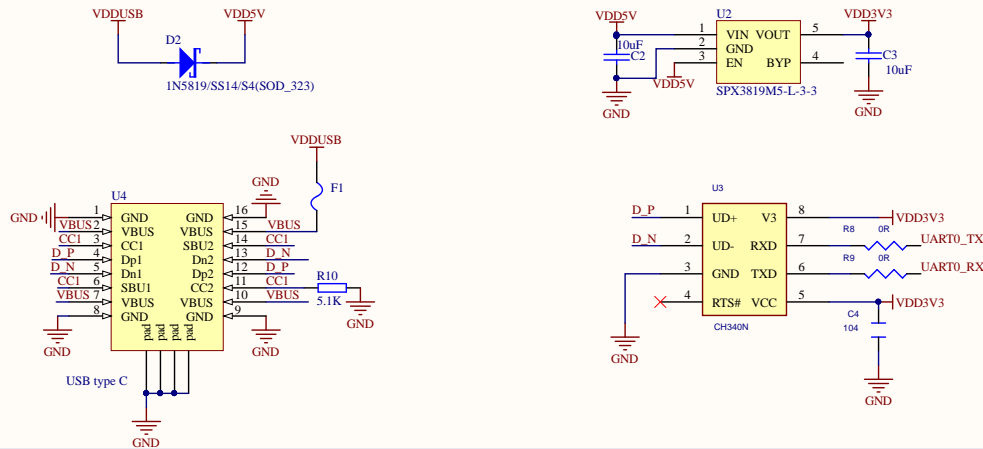 VDDUSB
VDD5V
D2
1N5819/SS14/S4(SOD_323)
VDD5V
10uF
C2
VDD5V
GND
U2
1 VIN VOUT 5
2 GND
3 EN BYP 4
SPX3819M5-L-3-3
VDD3V3
C3
10uF
GND
VDDUSB
F1
GND
U4
GND 1 GND GND 16
VBUS 2 VBUS VBUS 15 VBUS
CC1 3 CC1 SBU2 14 CC1
D_P 4 Dp1 Dn2 13 D_N
D_N 5 Dn1 Dp2 12 D_P
CC1 6 SBU1 CC2 11 CC1
VBUS 7 VBUS VBUS 10 VBUS
8 GND GND 9
R10
5.1K
GND
GND
GND
pad pad pad pad
USB type C
GND
U3
D_P 1 UD+ V3 8 VDD3V3
R8 0R
D_N 2 UD- RXD 7 UART0_TX
R9 0R
3 GND TXD 6 UART0_RX
4 RTS# VCC 5 VDD3V3
CH340N
C4
104
GND
GND